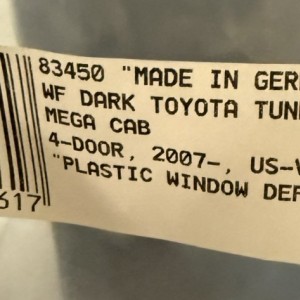 83450 "MADE IN GER
WF DARK TOYOTA TUN
MEGA CAB
4-DOOR, 2007-, US-V
"PLASTIC WINDOW DEF
617